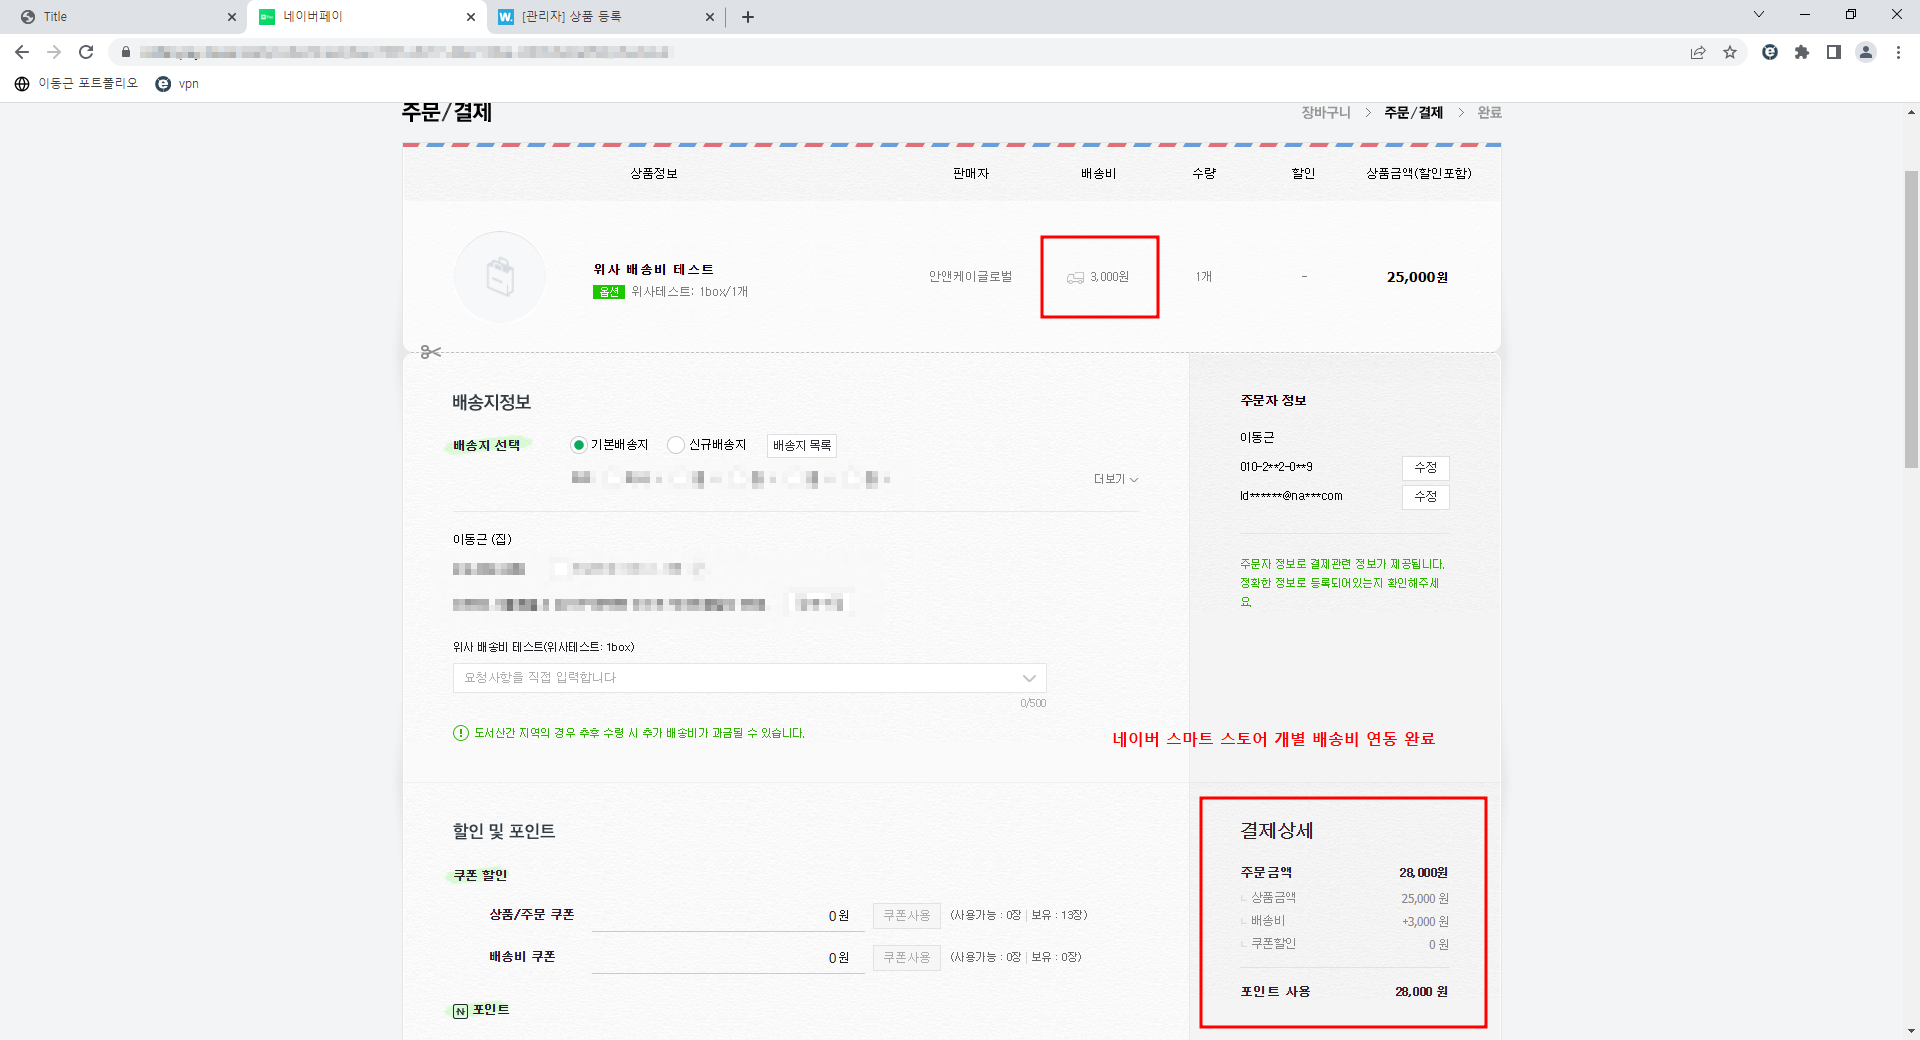 Title
네이버페이
[관리자] 상품 등록
이동근 포트폴리오
vpn
주문/결제
장바구니 > 주문/결제 > 완료
상품정보 판매자 배송비 수량 할인 상품금액(할인포함)
위사 배송비 테스트
옵션 위사테스트: 1box/1개
안앤케이글로벌
3,000원
1개
-
25,000원
배송지정보
배송지 선택
기본배송지 신규배송지 배송지 목록
더보기
이동근 (집)
위사 배송비 테스트(위사테스트: 1box)
요청사항을 직접 입력합니다
0/500
도서산간 지역의 경우 추후 수령 시 추가 배송비가 과금될 수 있습니다.
주문자 정보
이동근
010-2**2-0**9 수정
ld******@na***com 수정
주문자 정보로 결제관련 정보가 제공됩니다.
정확한 정보로 등록되어있는지 확인해주세
요.
네이버 스마트 스토어 개별 배송비 연동 완료
할인 및 포인트
쿠폰 할인
상품/주문 쿠폰 0원 쿠폰사용 (사용가능 : 0장 | 보유 : 13장)
배송비 쿠폰 0원 쿠폰사용 (사용가능 : 0장 | 보유 : 0장)
N 포인트
결제상세
주문금액 28,000원
상품금액 25,000 원
배송비 +3,000 원
쿠폰할인 0 원
포인트 사용 28,000 원